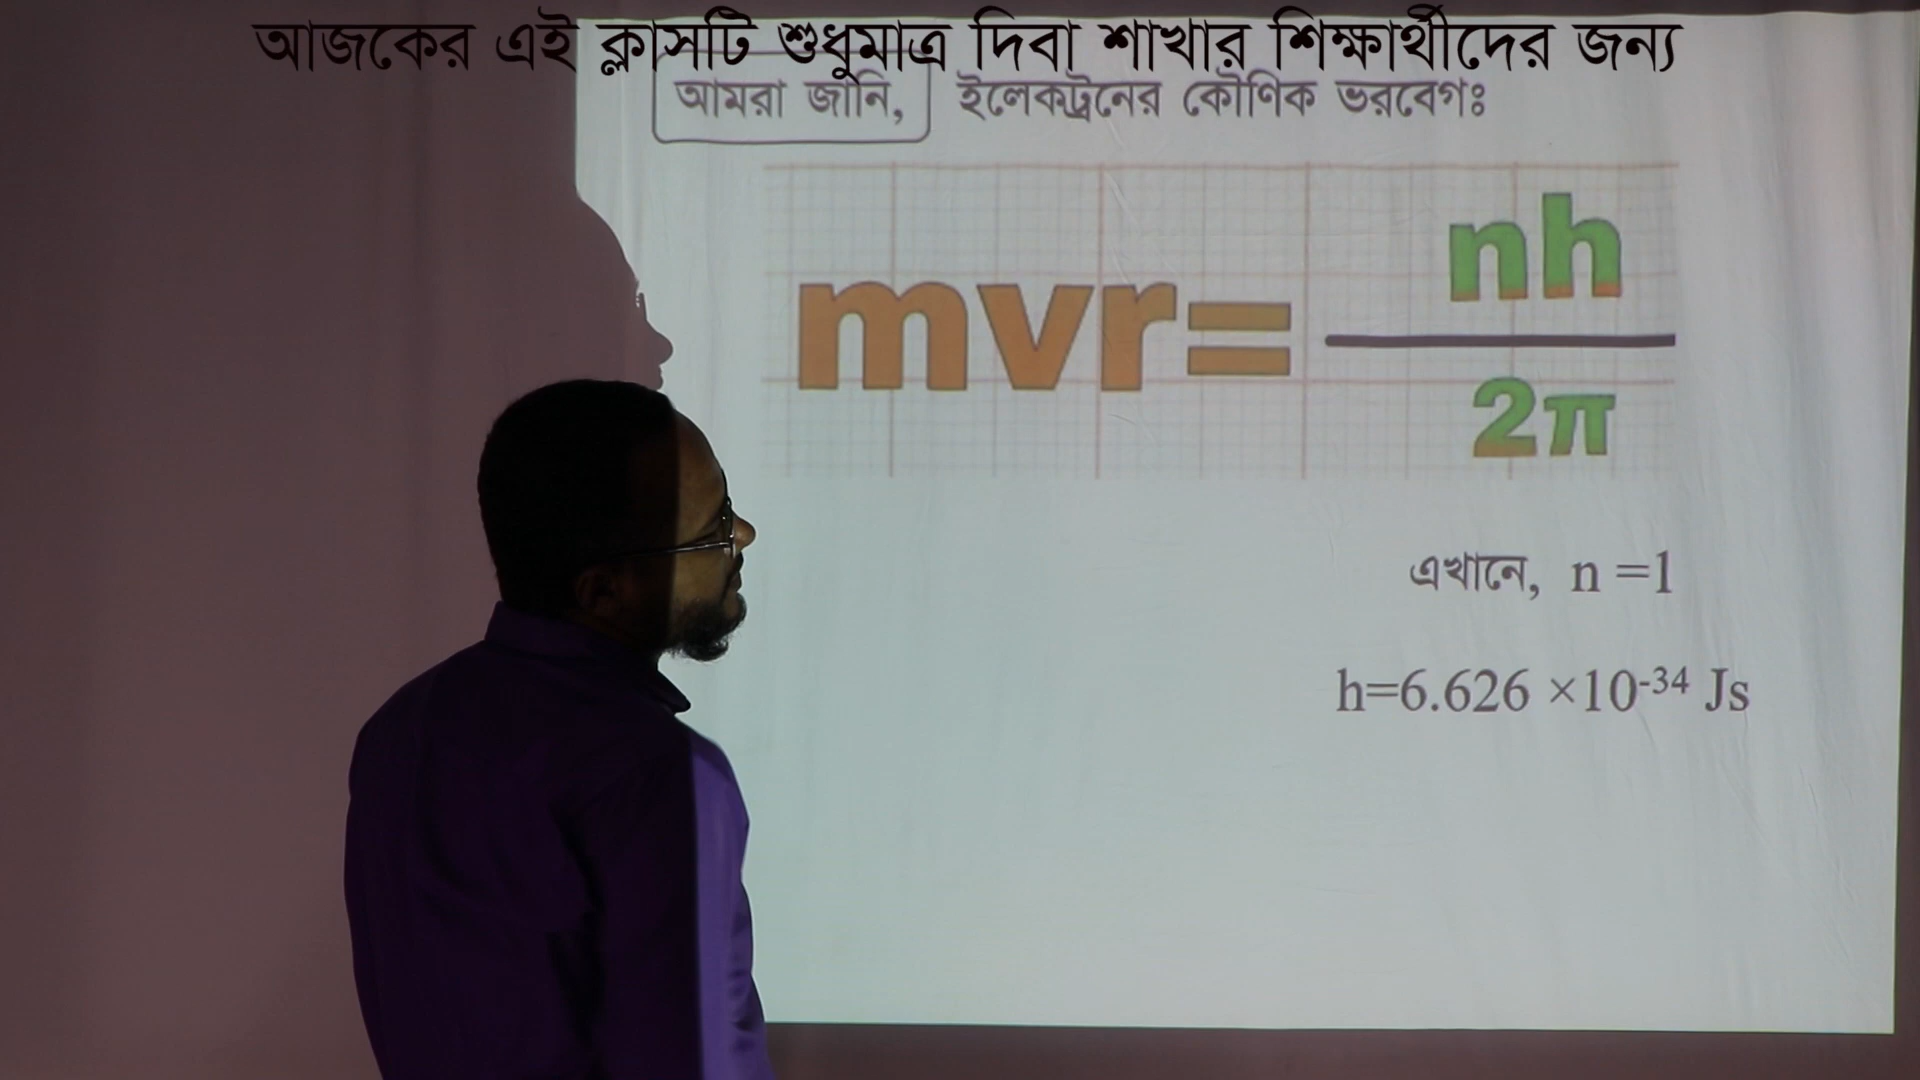 আজকের এই ক্লাসটি শুধুমাত্র দিবা শাখার শিক্ষার্থীদের জন্য
আমরা জানি, ইলেকট্রনের কৌণিক ভরবেগঃ
mvr= nh
2π
এখানে, n =1
h=6.626 ×10⁻³⁴ Js